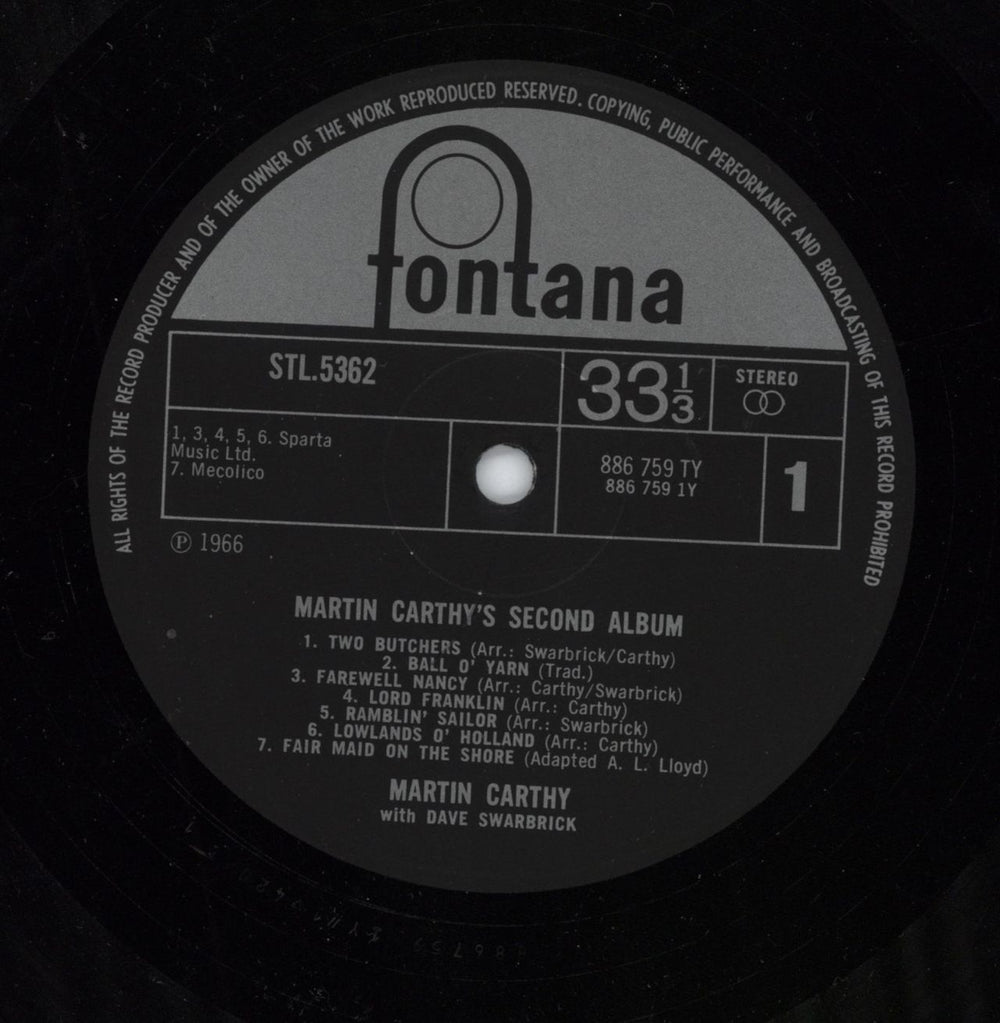 ALL RIGHTS OF THE RECORD PRODUCER AND OF THE OWNER OF THE WORK REPRODUCED RESERVED. COPYING, PUBLIC PERFORMANCE AND BROADCASTING OF THIS RECORD PROHIBITED
fontana
STL.5362
33 1/3
STEREO
1, 3, 4, 5, 6. Sparta
Music Ltd.
7. Mecolico
886 759 TY
886 759 1Y
1
Ⓟ 1966
MARTIN CARTHY'S SECOND ALBUM
1. TWO BUTCHERS (Arr.: Swarbrick/Carthy)
2. BALL O' YARN (Trad.)
3. FAREWELL NANCY (Arr.: Carthy/Swarbrick)
4. LORD FRANKLIN (Arr.: Carthy)
5. RAMBLIN' SAILOR (Arr.: Swarbrick)
6. LOWLANDS O' HOLLAND (Arr.: Carthy)
7. FAIR MAID ON THE SHORE (Adapted A. L. Lloyd)
MARTIN CARTHY
with DAVE SWARBRICK